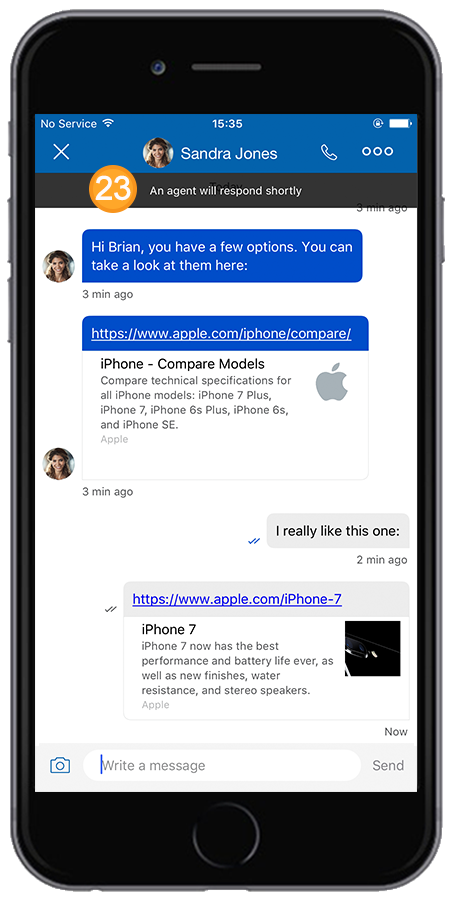 No Service
15:35
Sandra Jones
23
An agent will respond shortly
3 min ago
Hi Brian, you have a few options. You can
take a look at them here:
3 min ago
https://www.apple.com/iphone/compare/
iPhone - Compare Models
Compare technical specifications for
all iPhone models: iPhone 7 Plus,
iPhone 7, iPhone 6s Plus, iPhone 6s,
and iPhone SE.
Apple
3 min ago
I really like this one:
2 min ago
https://www.apple.com/iPhone-7
iPhone 7
iPhone 7 now has the best
performance and battery life ever, as
well as new finishes, water
resistance, and stereo speakers.
Apple
Now
Write a message
Send